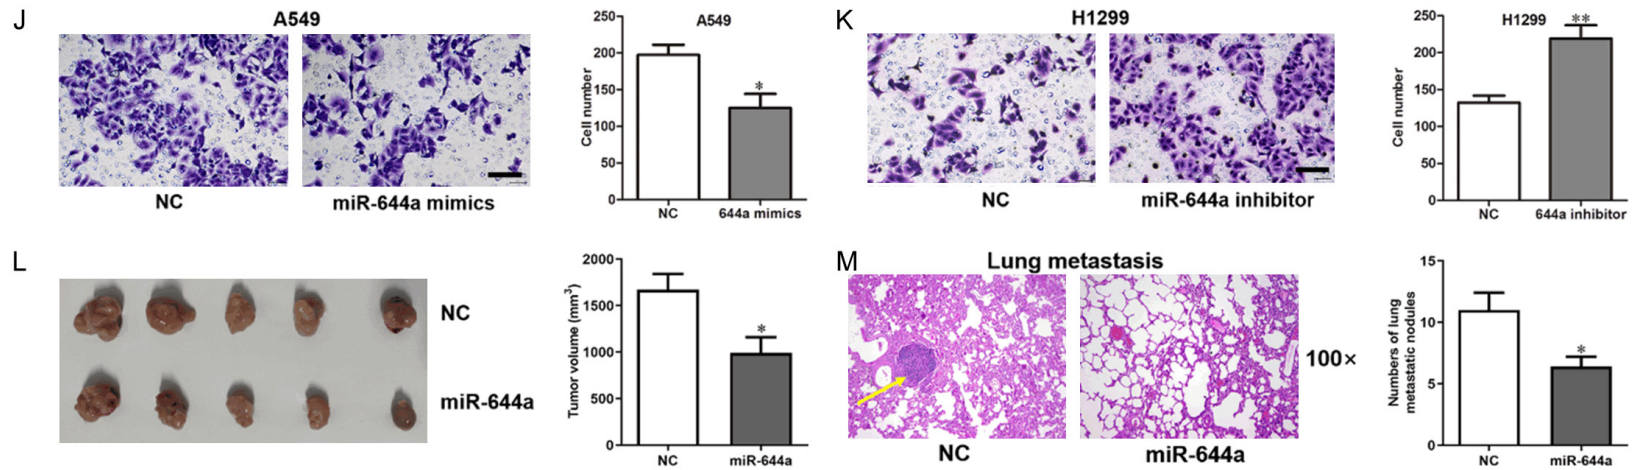 J
A549
NC
miR-644a mimics
A549
Cell number
250
200
150
100
50
0
*
NC
644a mimics
K
H1299
NC
miR-644a inhibitor
H1299
Cell number
250
200
150
100
50
0
**
NC
644a inhibitor
L
NC
miR-644a
Tumor volume (mm³)
2000
1500
1000
500
0
*
NC
miR-644a
M
Lung metastasis
NC
miR-644a
100×
Numbers of lung
metastatic nodules
15
10
5
0
*
NC
miR-644a